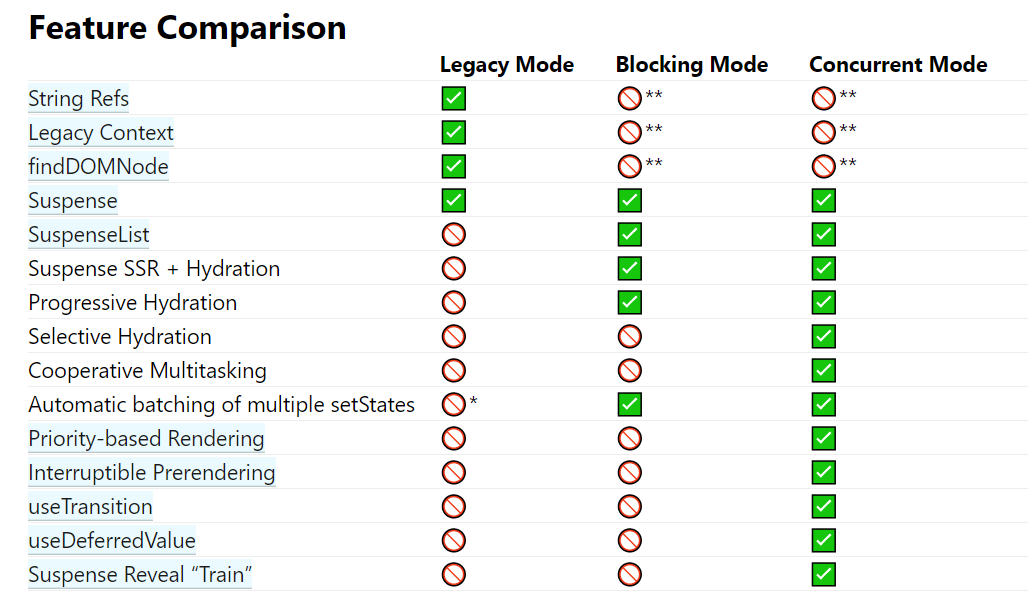 Feature Comparison
Legacy Mode Blocking Mode Concurrent Mode
String Refs ✅ 🚫** 🚫**
Legacy Context ✅ 🚫** 🚫**
findDOMNode ✅ 🚫** 🚫**
Suspense ✅ ✅ ✅
SuspenseList 🚫 ✅ ✅
Suspense SSR + Hydration 🚫 ✅ ✅
Progressive Hydration 🚫 ✅ ✅
Selective Hydration 🚫 🚫 ✅
Cooperative Multitasking 🚫 🚫 ✅
Automatic batching of multiple setStates 🚫* ✅ ✅
Priority-based Rendering 🚫 🚫 ✅
Interruptible Prerendering 🚫 🚫 ✅
useTransition 🚫 🚫 ✅
useDeferredValue 🚫 🚫 ✅
Suspense Reveal “Train” 🚫 🚫 ✅